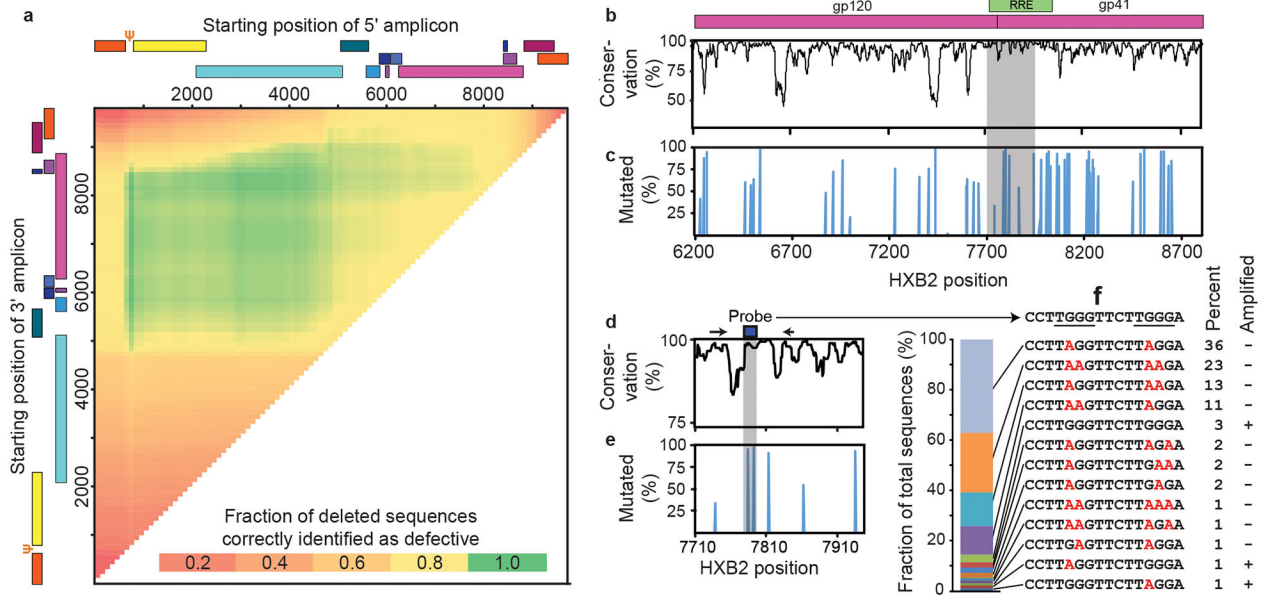 a
Starting position of 5' amplicon
ψ
2000 4000 6000 8000
Starting position of 3' amplicon
8000
6000
4000
2000
ψ
Fraction of deleted sequences
correctly identified as defective
0.2 0.4 0.6 0.8 1.0
b
gp120 RRE gp41
Conser-
vation
(%)
100
75
50
c
Mutated
(%)
100
75
50
25
6200 6700 7200 7700 8200 8700
HXB2 position
d
Probe
Conser-
vation
(%)
100
75
e
Mutated
(%)
100
75
50
25
7710 7810 7910
HXB2 position
f
Percent
Amplified
Fraction of total sequences (%)
100
80
60
40
20
0
CCTTGGGTTCTTGGGA
CCTTAGGTTCTTAGGA 36 -
CCTTAAGTTCTTAAGA 23 -
CCTTAGGTTCTTAAGA 13 -
CCTTAAGTTCTTAGGA 11 -
CCTTGGGTTCTTGGGA 3 +
CCTTAGGTTCTTAGAA 2 -
CCTTAGGTTCTTGAAA 2 -
CCTTAGGTTCTTGAGA 2 -
CCTTAAGTTCTTAAAA 1 -
CCTTAAGTTCTTAGAA 1 -
CCTTGAGTTCTTAGGA 1 -
CCTTAGGTTCTTGGGA 1 +
CCTTGGGTTCTTAGGA 1 +